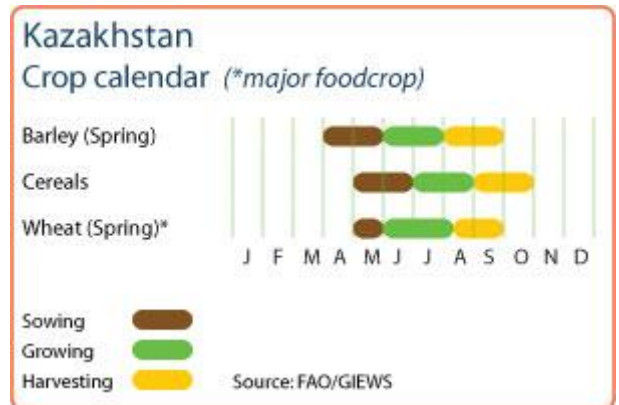 Kazakhstan
Crop calendar (*major foodcrop)
Barley (Spring)
Cereals
Wheat (Spring)*
J F M A M J J A S O N D
Sowing
Growing
Harvesting
Source: FAO/GIEWS